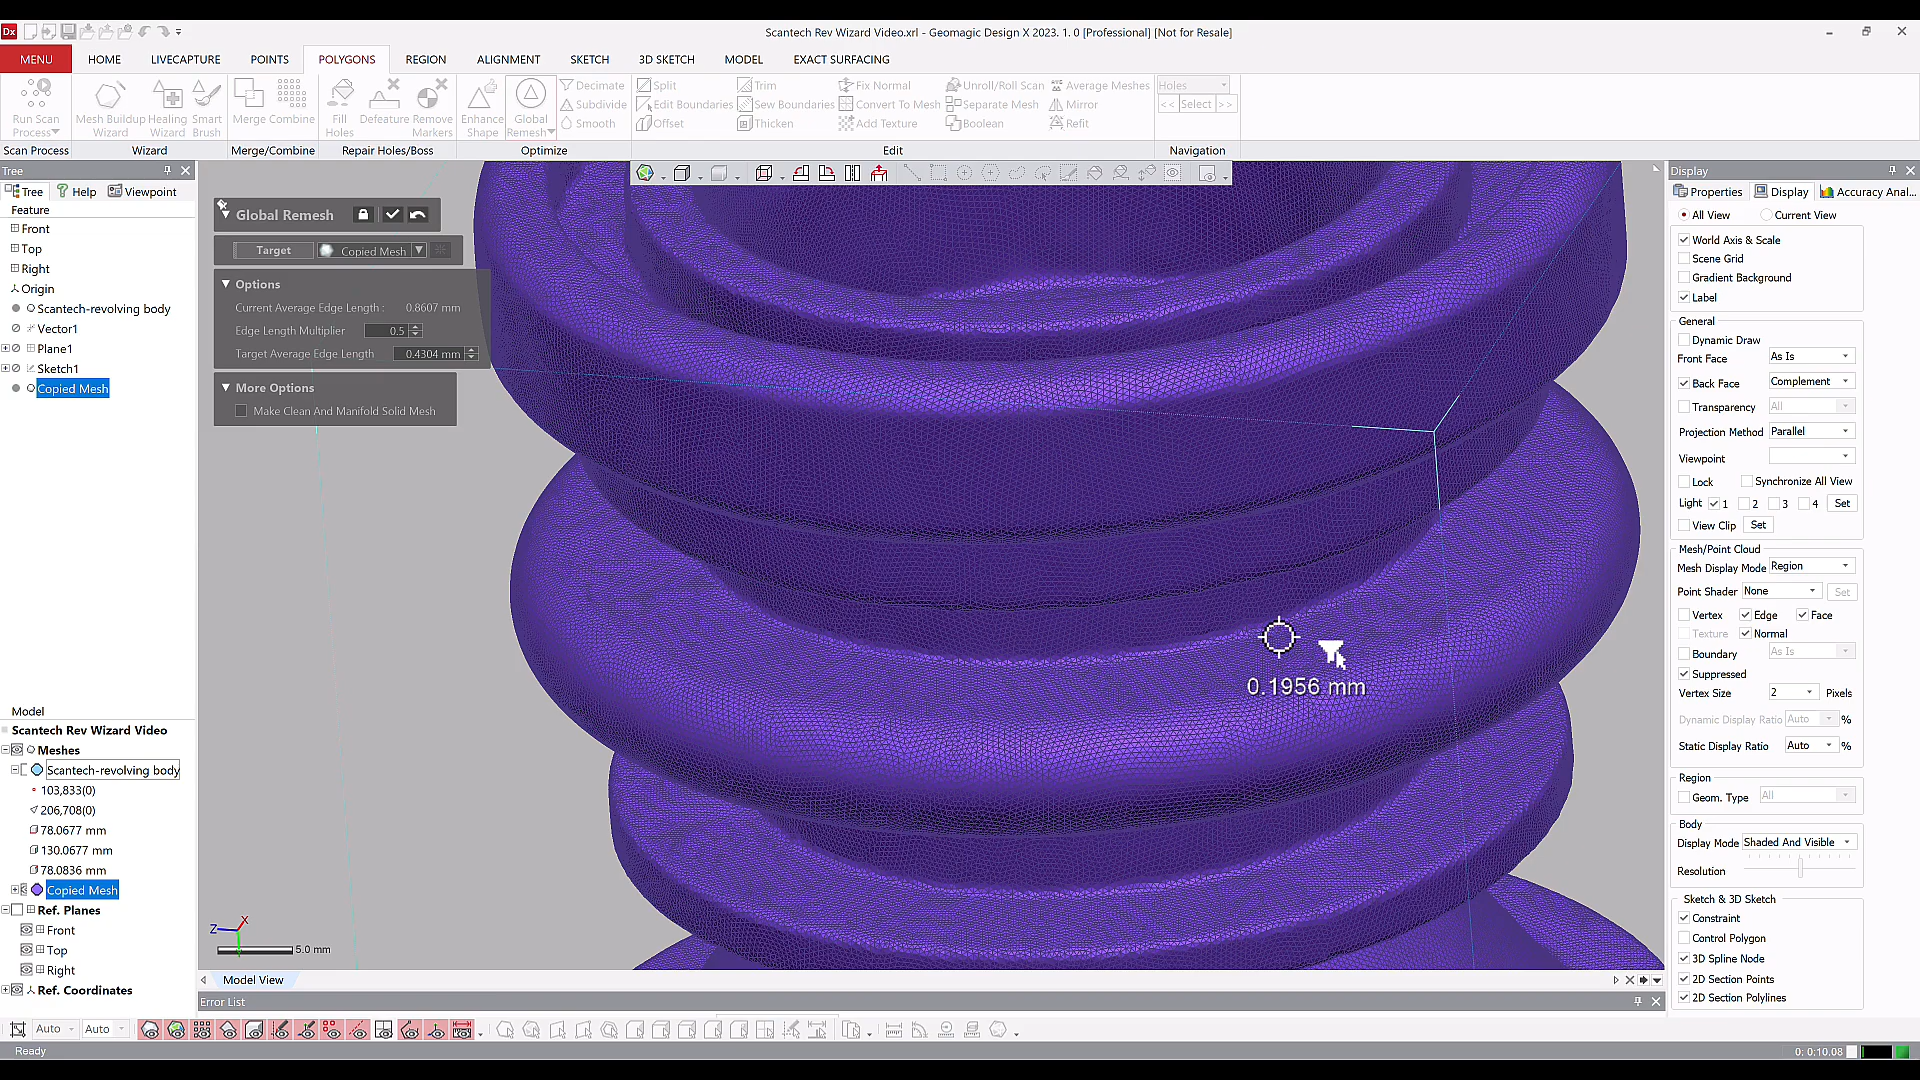 Dx
Scantech Rev Wizard Video.xrl - Geomagic Design X 2023. 1. 0 [Professional] [Not for Resale]
MENU HOME LIVECAPTURE POINTS POLYGONS REGION ALIGNMENT SKETCH 3D SKETCH MODEL EXACT SURFACING
Run Scan Process
Mesh Buildup Wizard
Healing Wizard
Smart Brush
Merge Combine
Fill Holes
Defeature
Remove Markers
Enhance Shape
Global Remesh
Decimate
Subdivide
Smooth
Split Trim Fix Normal Unroll/Roll Scan Average Meshes
Edit Boundaries Sew Boundaries Convert To Mesh Separate Mesh Mirror
Offset Thicken Add Texture Boolean Refit
Holes
<< Select >>
Scan Process Wizard Merge/Combine Repair Holes/Boss Optimize Edit Navigation
Tree
Tree Help Viewpoint
Feature
Front
Top
Right
Origin
Scantech-revolving body
Vector1
Plane1
Sketch1
Copied Mesh
Model
Scantech Rev Wizard Video
Meshes
Scantech-revolving body
103,833(0)
206,708(0)
78.0677 mm
130.0677 mm
78.0836 mm
Copied Mesh
Ref. Planes
Front
Top
Right
Ref. Coordinates
Global Remesh
Target Copied Mesh
Options
Current Average Edge Length : 0.8607 mm
Edge Length Multiplier 0.5
Target Average Edge Length 0.4304 mm
More Options
Make Clean And Manifold Solid Mesh
0.1956 mm
Z X
5.0 mm
Model View
Error List
Display
Properties Display Accuracy Anal...
All View Current View
World Axis & Scale
Scene Grid
Gradient Background
Label
General
Dynamic Draw
Front Face As Is
Back Face Complement
Transparency All
Projection Method Parallel
Viewpoint
Lock Synchronize All View
Light 1 2 3 4 Set
View Clip Set
Mesh/Point Cloud
Mesh Display Mode Region
Point Shader None Set
Vertex Edge Face
Texture Normal
Boundary As Is
Suppressed
Vertex Size 2 Pixels
Dynamic Display Ratio Auto %
Static Display Ratio Auto %
Region
Geom. Type All
Body
Display Mode Shaded And Visible
Resolution
Sketch & 3D Sketch
Constraint
Control Polygon
3D Spline Node
2D Section Points
2D Section Polylines
Auto Auto
Ready
0: 0:10.08